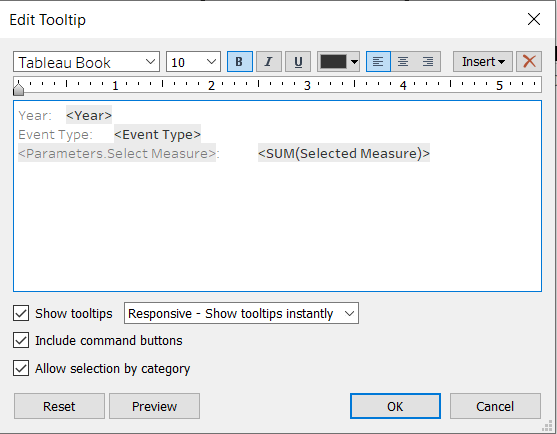 Edit Tooltip
Tableau Book 10 B I U Insert
1 2 3 4 5
Year: <Year>
Event Type: <Event Type>
<Parameters.Select Measure>: <SUM(Selected Measure)>
Show tooltips Responsive - Show tooltips instantly
Include command buttons
Allow selection by category
Reset Preview OK Cancel